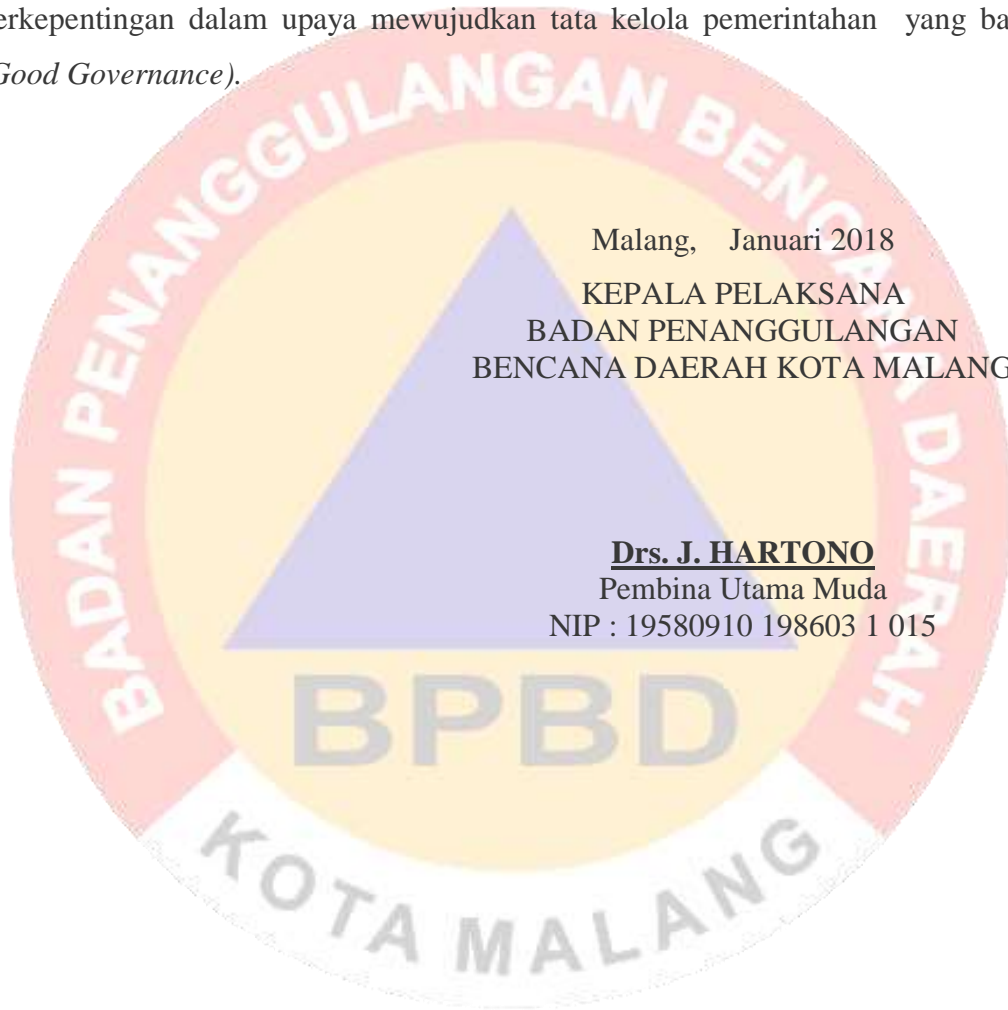 erkepentingan dalam upaya mewujudkan tata kelola pemerintahan yang ba
Good Governance).
Malang, Januari 2018
KEPALA PELAKSANA
BADAN PENANGGULANGAN
BENCANA DAERAH KOTA MALANG
Drs. J. HARTONO
Pembina Utama Muda
NIP : 19580910 198603 1 015
BADAN PENANGGULANGAN BENCANA DAERAH
BPBD
KOTA MALANG